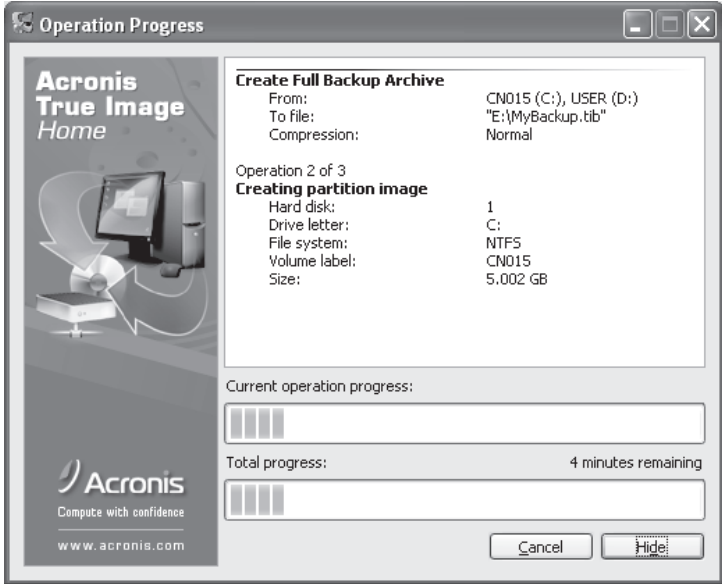 Operation Progress
Acronis
True Image
Home
Create Full Backup Archive
From: CN015 (C:), USER (D:)
To file: "E:\MyBackup.tib"
Compression: Normal
Operation 2 of 3
Creating partition image
Hard disk: 1
Drive letter: C:
File system: NTFS
Volume label: CN015
Size: 5.002 GB
Current operation progress:
Total progress: 4 minutes remaining
Acronis
Compute with confidence
www.acronis.com
Cancel Hide